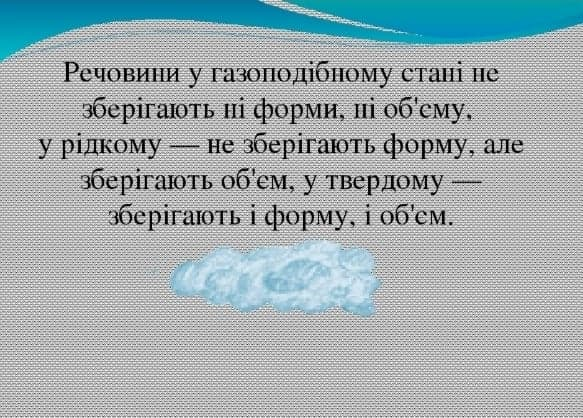 Речовини у газоподібному стані не
зберігають ні форми, ні об'єму,
у рідкому — не зберігають форму, але
зберігають об'єм, у твердому —
зберігають і форму, і об'єм.